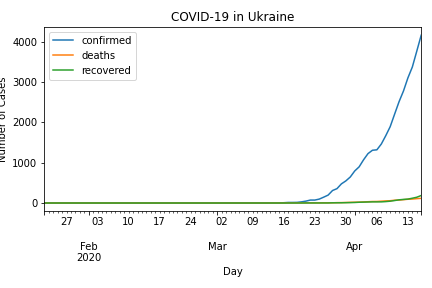 COVID-19 in Ukraine
confirmed
deaths
recovered
4000
3000
2000
1000
0
Number of Cases
27 03 10 17 24 02 09 16 23 30 06 13
Feb Mar Apr
2020
Day